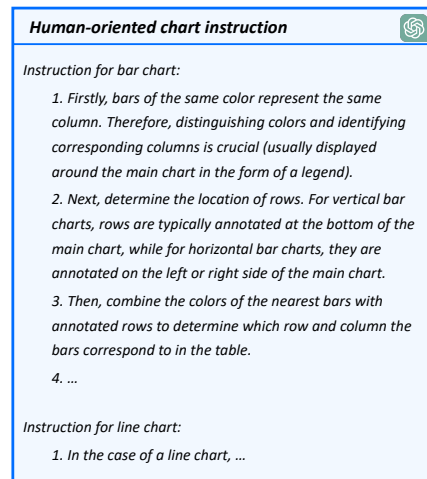 Human-oriented chart instruction
Instruction for bar chart:
1. Firstly, bars of the same color represent the same
column. Therefore, distinguishing colors and identifying
corresponding columns is crucial (usually displayed
around the main chart in the form of a legend).
2. Next, determine the location of rows. For vertical bar
charts, rows are typically annotated at the bottom of the
main chart, while for horizontal bar charts, they are
annotated on the left or right side of the main chart.
3. Then, combine the colors of the nearest bars with
annotated rows to determine which row and column the
bars correspond to in the table.
4. …
Instruction for line chart:
1. In the case of a line chart, …